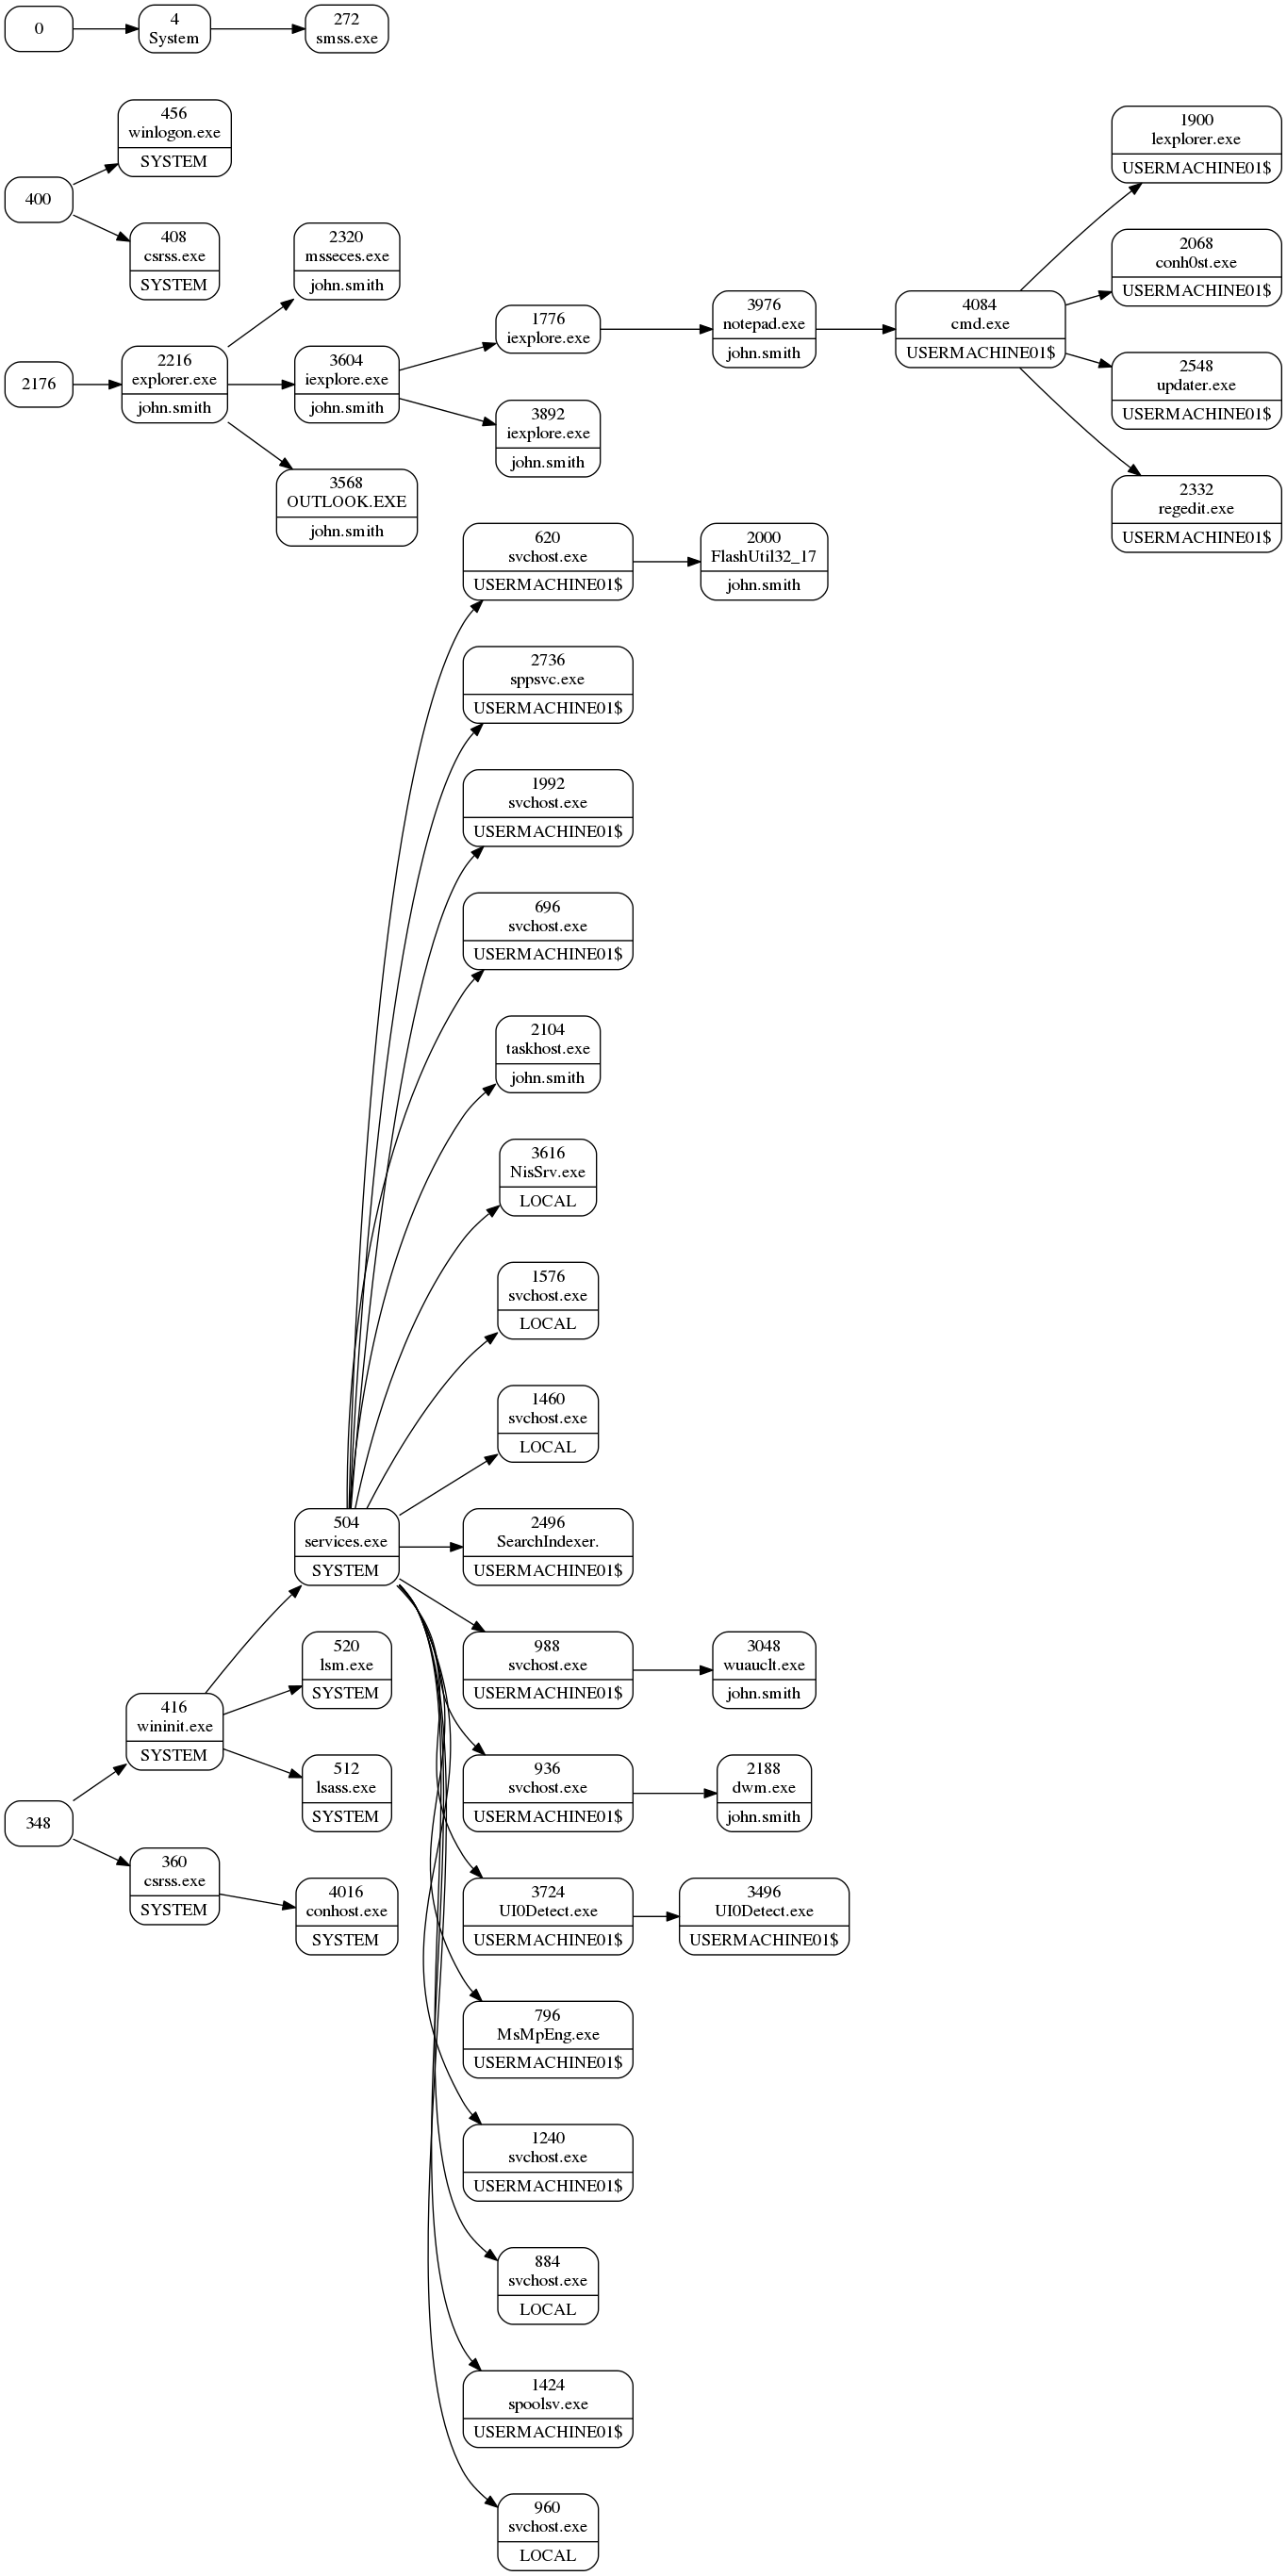 0
4
System
272
smss.exe
456
winlogon.exe
SYSTEM
400
408
csrss.exe
SYSTEM
1900
lexplorer.exe
USERMACHINE01$
2320
msseces.exe
john.smith
2068
conh0st.exe
USERMACHINE01$
1776
iexplore.exe
3976
notepad.exe
john.smith
4084
cmd.exe
USERMACHINE01$
2176
2216
explorer.exe
john.smith
3604
iexplore.exe
john.smith
2548
updater.exe
USERMACHINE01$
3892
iexplore.exe
john.smith
3568
OUTLOOK.EXE
john.smith
2332
regedit.exe
USERMACHINE01$
620
svchost.exe
USERMACHINE01$
2000
FlashUtil32_17
john.smith
2736
sppsvc.exe
USERMACHINE01$
1992
svchost.exe
USERMACHINE01$
696
svchost.exe
USERMACHINE01$
2104
taskhost.exe
john.smith
3616
NisSrv.exe
LOCAL
1576
svchost.exe
LOCAL
1460
svchost.exe
LOCAL
504
services.exe
SYSTEM
2496
SearchIndexer.
USERMACHINE01$
520
lsm.exe
SYSTEM
988
svchost.exe
USERMACHINE01$
3048
wuauclt.exe
john.smith
416
wininit.exe
SYSTEM
512
lsass.exe
SYSTEM
936
svchost.exe
USERMACHINE01$
2188
dwm.exe
john.smith
348
360
csrss.exe
SYSTEM
4016
conhost.exe
SYSTEM
3724
UI0Detect.exe
USERMACHINE01$
3496
UI0Detect.exe
USERMACHINE01$
796
MsMpEng.exe
USERMACHINE01$
1240
svchost.exe
USERMACHINE01$
884
svchost.exe
LOCAL
1424
spoolsv.exe
USERMACHINE01$
960
svchost.exe
LOCAL